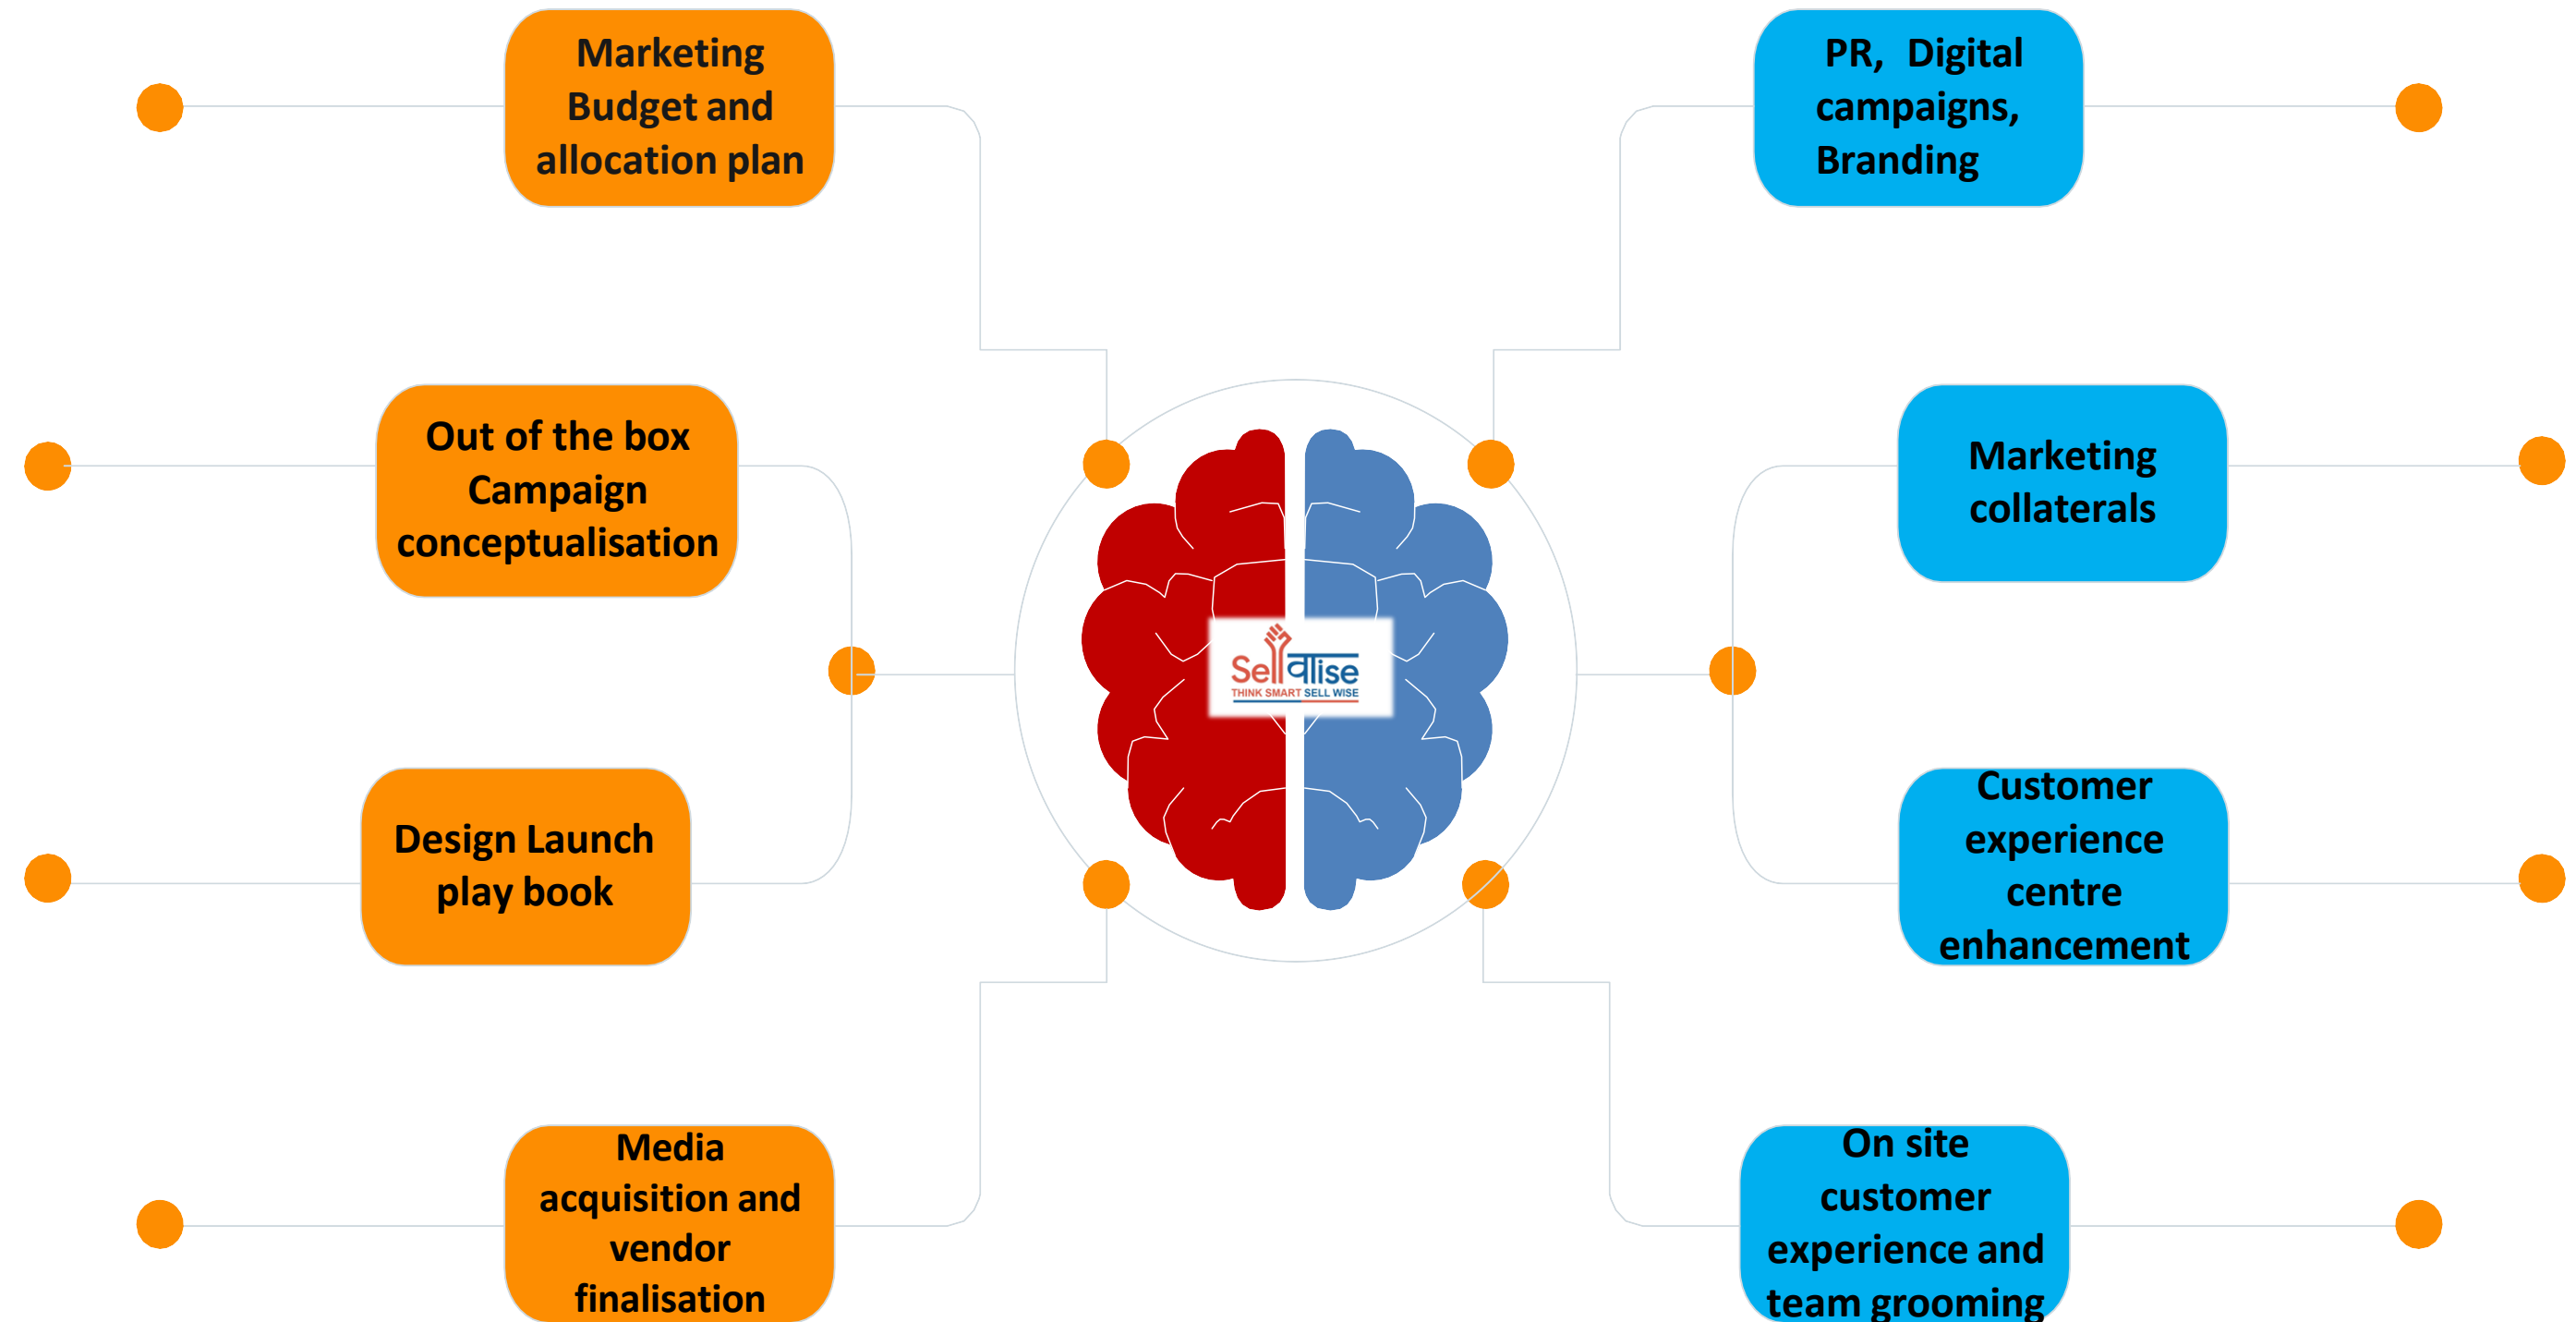 Marketing
Budget and
allocation plan
Out of the box
Campaign
conceptualisation
Design Launch
play book
Media
acquisition and
vendor
finalisation
Sellवाise
THINK SMART SELL WISE
PR, Digital
campaigns,
Branding
Marketing
collaterals
Customer
experience
centre
enhancement
On site
customer
experience and
team grooming